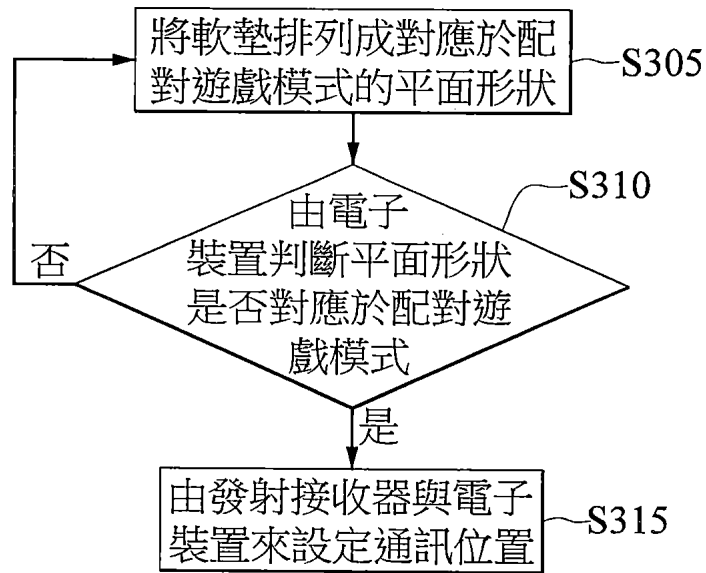 將軟墊排列成對應於配
對遊戲模式的平面形狀
S305
S310
由電子
裝置判斷平面形狀
是否對應於配對遊
戲模式
否
是
由發射接收器與電子
裝置來設定通訊位置
S315